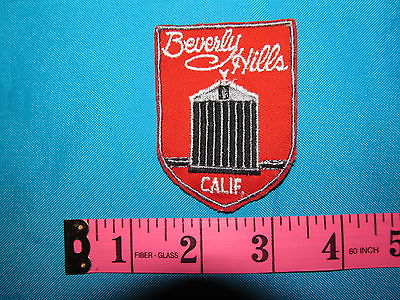 Beverly
Hills
CALIF.
1 FIBER-GLASS 2 3 4 60-INCH 5